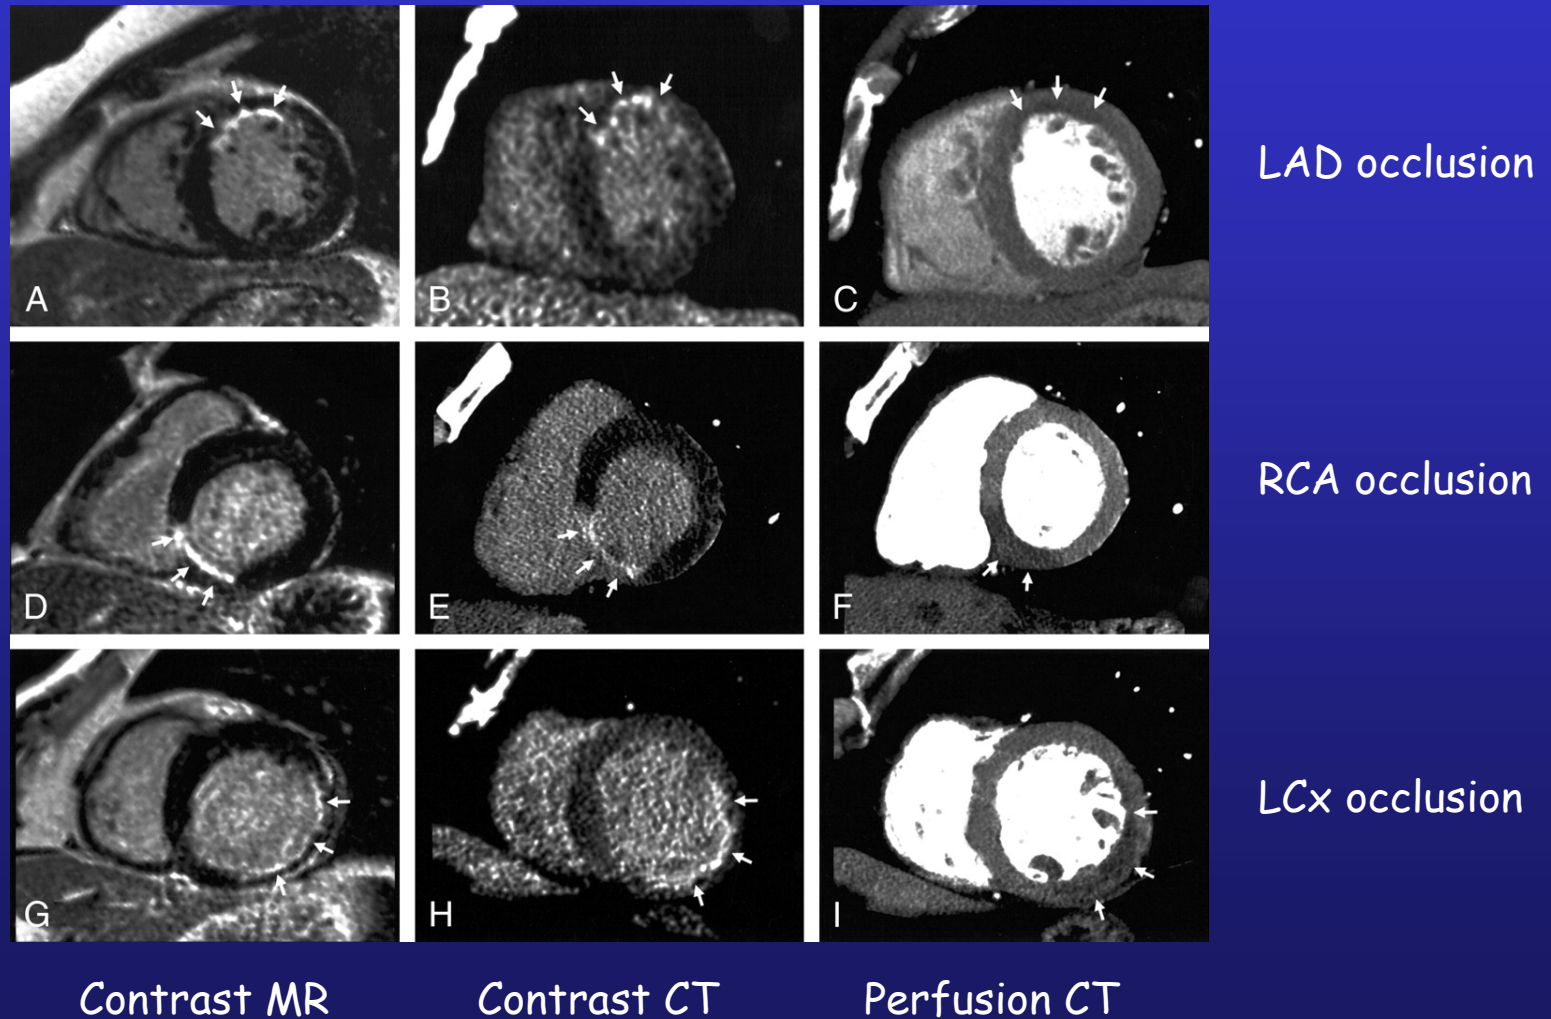 A
B
C
LAD occlusion
D
E
F
RCA occlusion
G
H
I
LCx occlusion
Contrast MR
Contrast CT
Perfusion CT